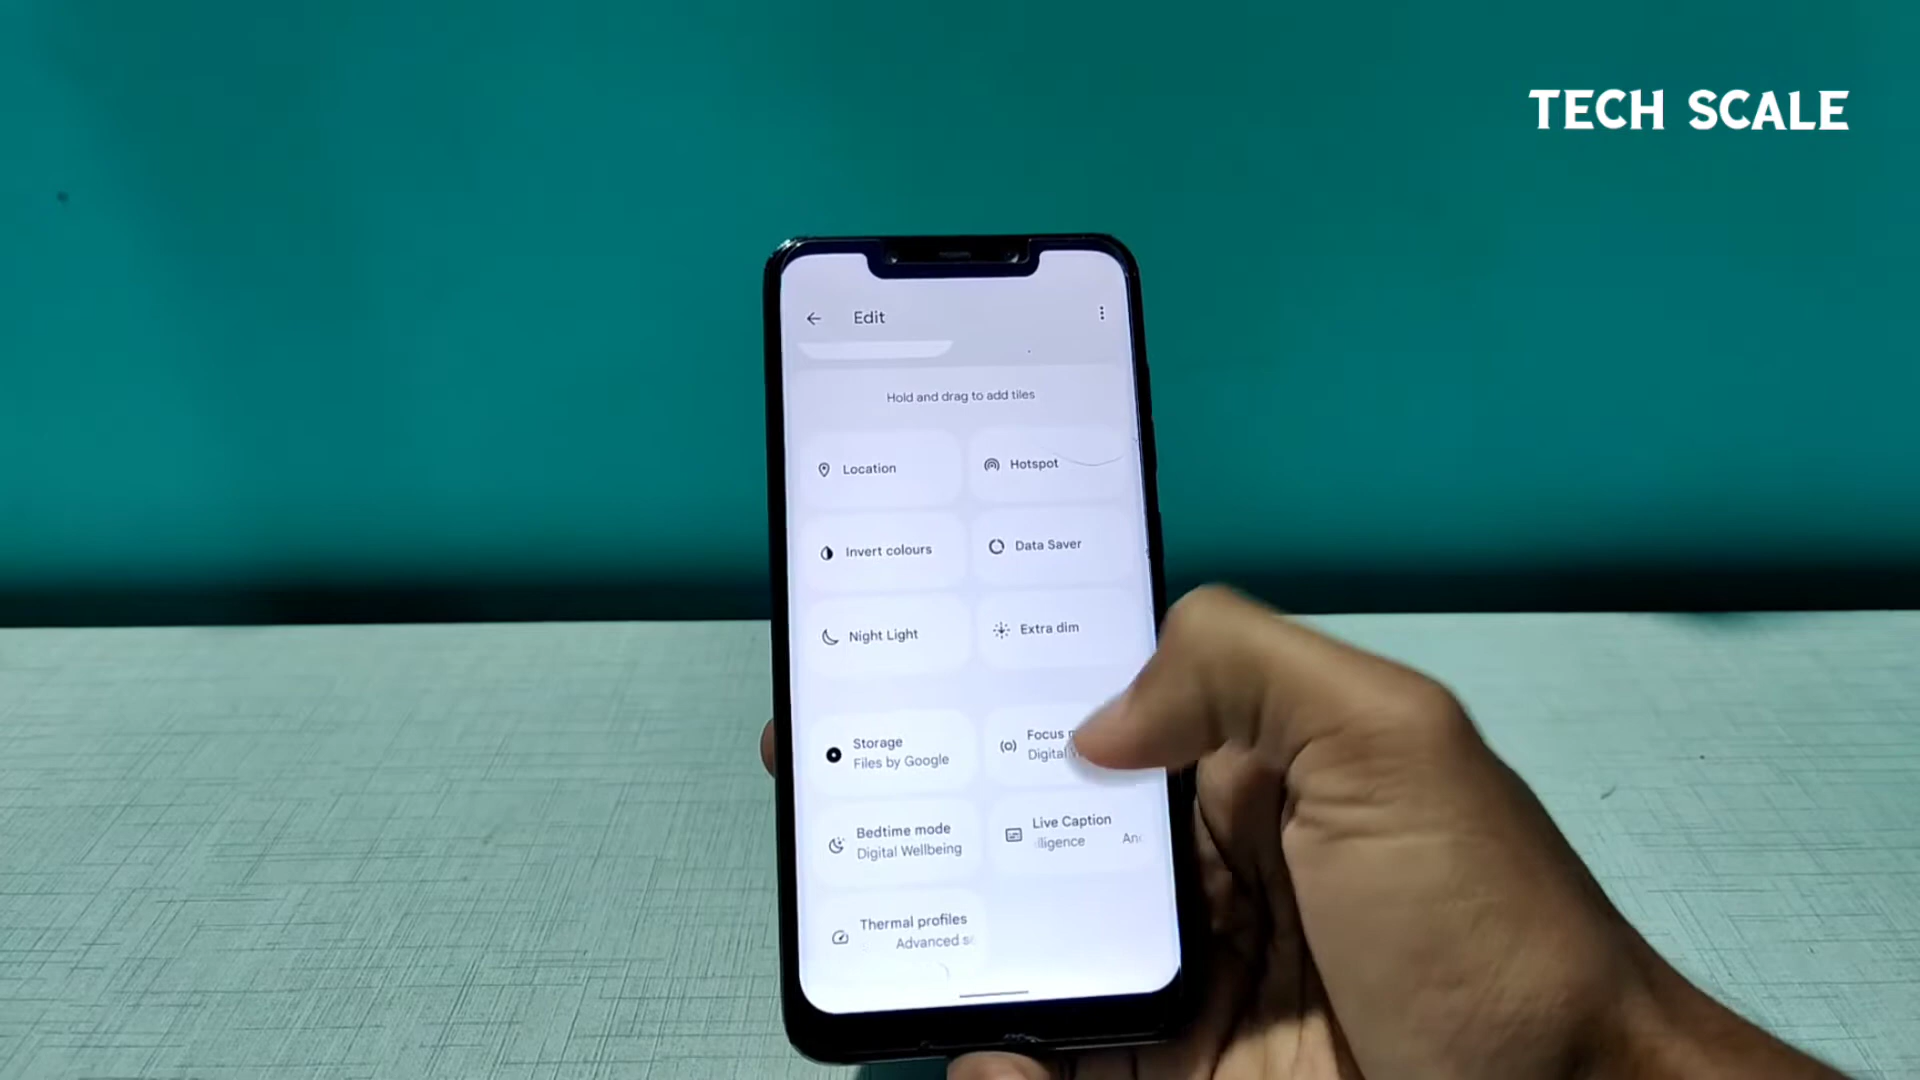 TECH SCALE
Edit
Hold and drag to add tiles
Location
Hotspot
Invert colours
Data Saver
Night Light
Extra dim
Storage
Files by Google
Focus
Digital
Bedtime mode
Digital Wellbeing
Live Caption
lligence
Thermal profiles
Advanced